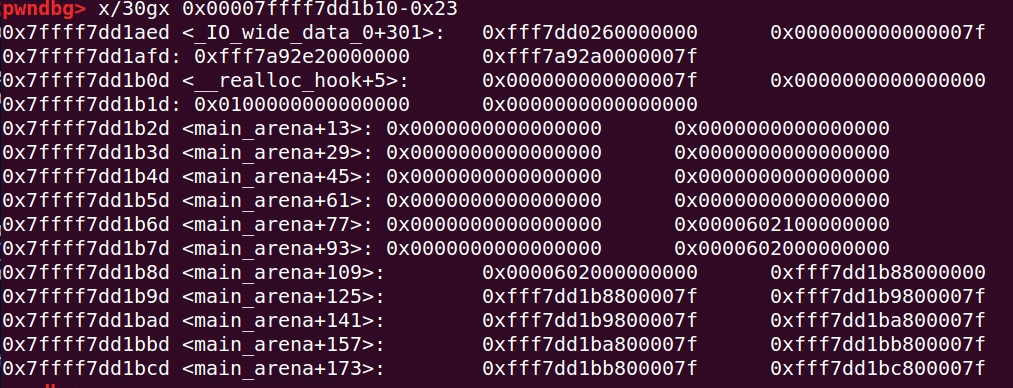 pwndbg> x/30gx 0x00007ffff7dd1b10-0x23
0x7ffff7dd1aed <_IO_wide_data_0+301>: 0xfff7dd0260000000 0x000000000000007f
0x7ffff7dd1afd: 0xfff7a92e20000000 0xfff7a92a0000007f
0x7ffff7dd1b0d <__realloc_hook+5>: 0x000000000000007f 0x0000000000000000
0x7ffff7dd1b1d: 0x0100000000000000 0x0000000000000000
0x7ffff7dd1b2d <main_arena+13>: 0x0000000000000000 0x0000000000000000
0x7ffff7dd1b3d <main_arena+29>: 0x0000000000000000 0x0000000000000000
0x7ffff7dd1b4d <main_arena+45>: 0x0000000000000000 0x0000000000000000
0x7ffff7dd1b5d <main_arena+61>: 0x0000000000000000 0x0000000000000000
0x7ffff7dd1b6d <main_arena+77>: 0x0000000000000000 0x0000602100000000
0x7ffff7dd1b7d <main_arena+93>: 0x0000000000000000 0x0000602000000000
0x7ffff7dd1b8d <main_arena+109>: 0x0000602000000000 0xfff7dd1b88000000
0x7ffff7dd1b9d <main_arena+125>: 0xfff7dd1b8800007f 0xfff7dd1b9800007f
0x7ffff7dd1bad <main_arena+141>: 0xfff7dd1b9800007f 0xfff7dd1ba800007f
0x7ffff7dd1bbd <main_arena+157>: 0xfff7dd1ba800007f 0xfff7dd1bb800007f
0x7ffff7dd1bcd <main_arena+173>: 0xfff7dd1bb800007f 0xfff7dd1bc800007f